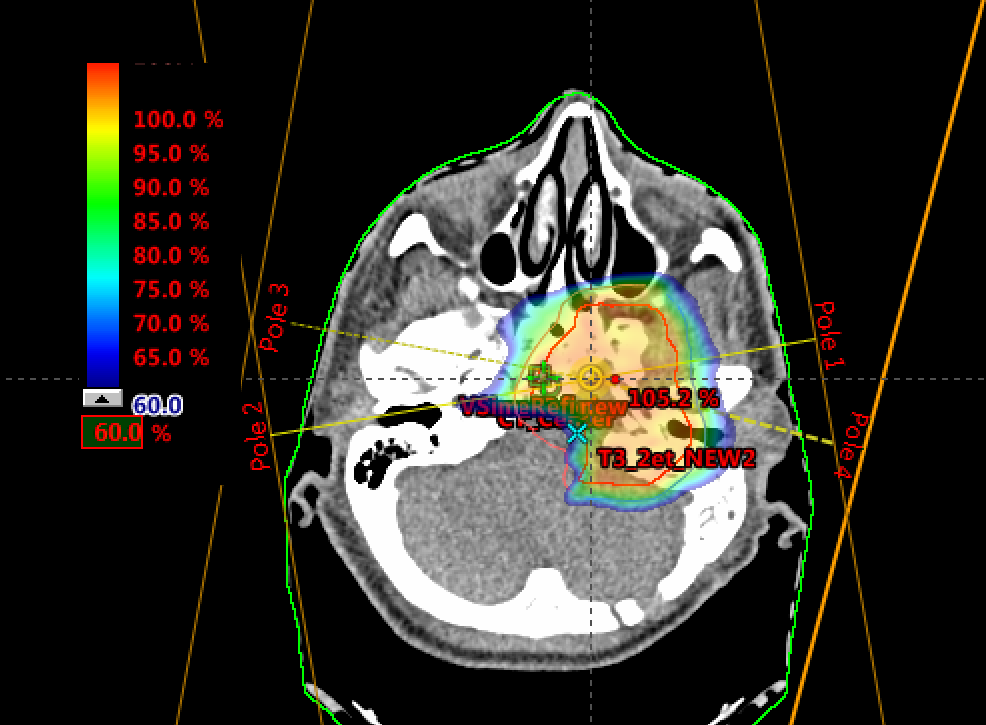 100.0 %
95.0 %
90.0 %
85.0 %
80.0 %
75.0 %
70.0 %
65.0 %
60.0
60.0 %
Pole 3
Pole 1
Pole 2
Pole 4
105.2 %
T3_2et_NEW2